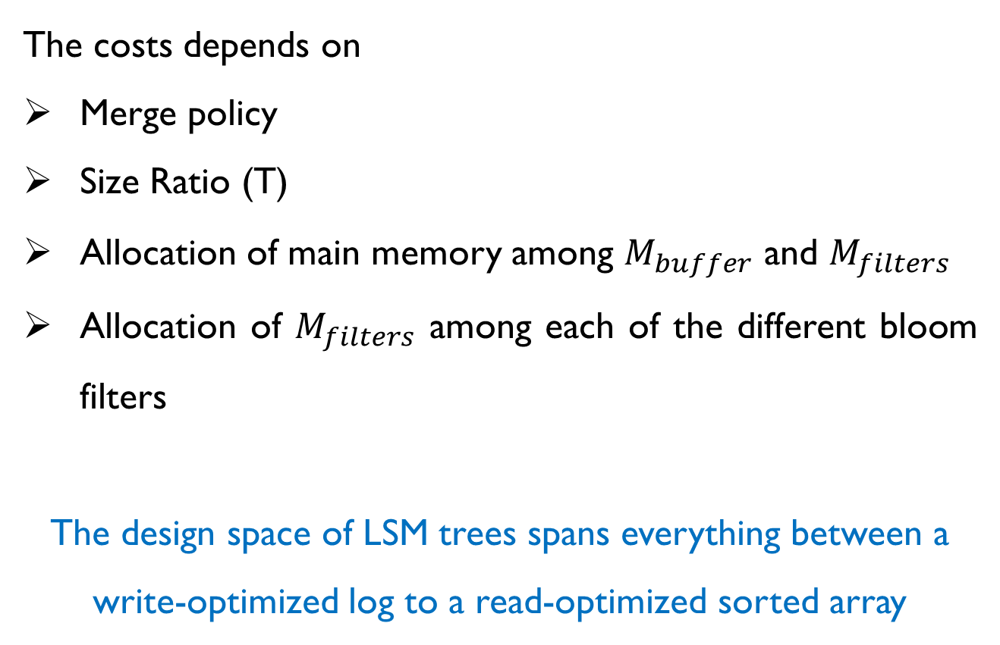 The costs depends on
➢ Merge policy
➢ Size Ratio (T)
➢ Allocation of main memory among $M_{buffer}$ and $M_{filters}$
➢ Allocation of $M_{filters}$ among each of the different bloom
filters
The design space of LSM trees spans everything between a
write-optimized log to a read-optimized sorted array